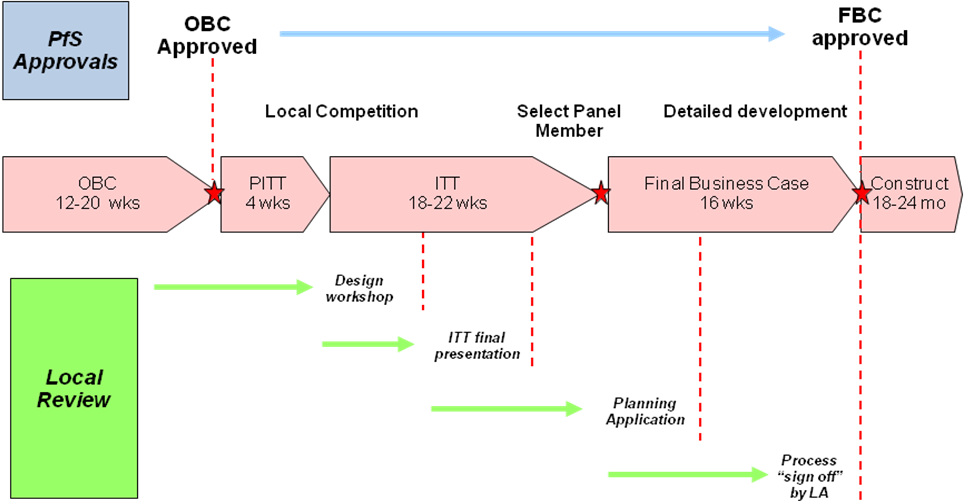 PfS
Approvals
OBC
Approved
FBC
approved
Local Competition
Select Panel
Member
Detailed development
OBC
12-20 wks
PITT
4 wks
ITT
18-22 wks
Final Business Case
16 wks
Construct
18-24 mo
Local
Review
Design
workshop
ITT final
presentation
Planning
Application
Process
“sign off”
by LA